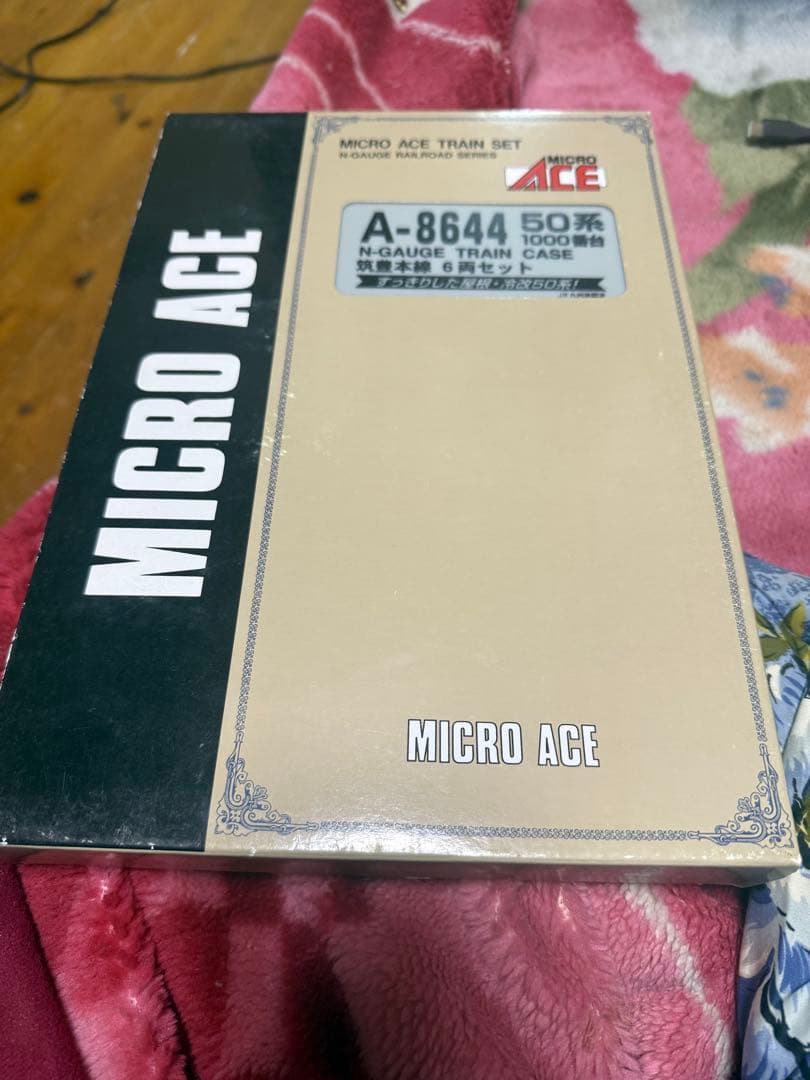 MICRO ACE TRAIN SET
N-GAUGE RAILROAD SERIES
MICRO
ACE
A-8644 50系
1000番台
N-GAUGE TRAIN CASE
筑豊本線 6両セット
すっきりした屋根・冷改50系!
MICRO ACE
MICRO ACE